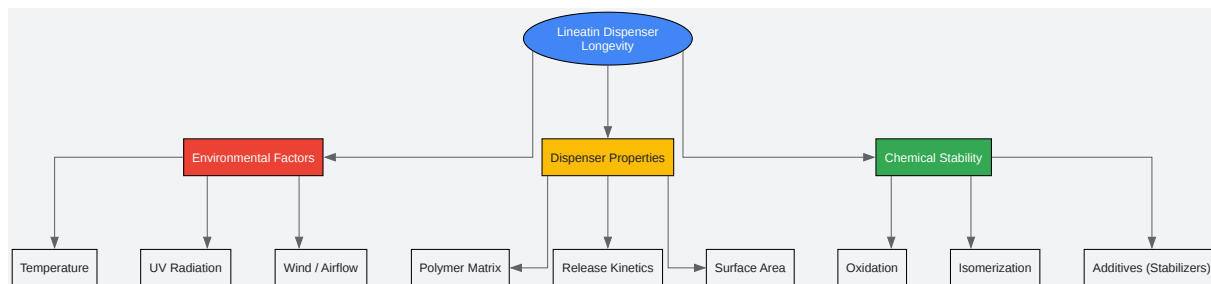 Lineatin Dispenser
Longevity
Environmental Factors
Dispenser Properties
Chemical Stability
Temperature
UV Radiation
Wind / Airflow
Polymer Matrix
Release Kinetics
Surface Area
Oxidation
Isomerization
Additives (Stabilizers)